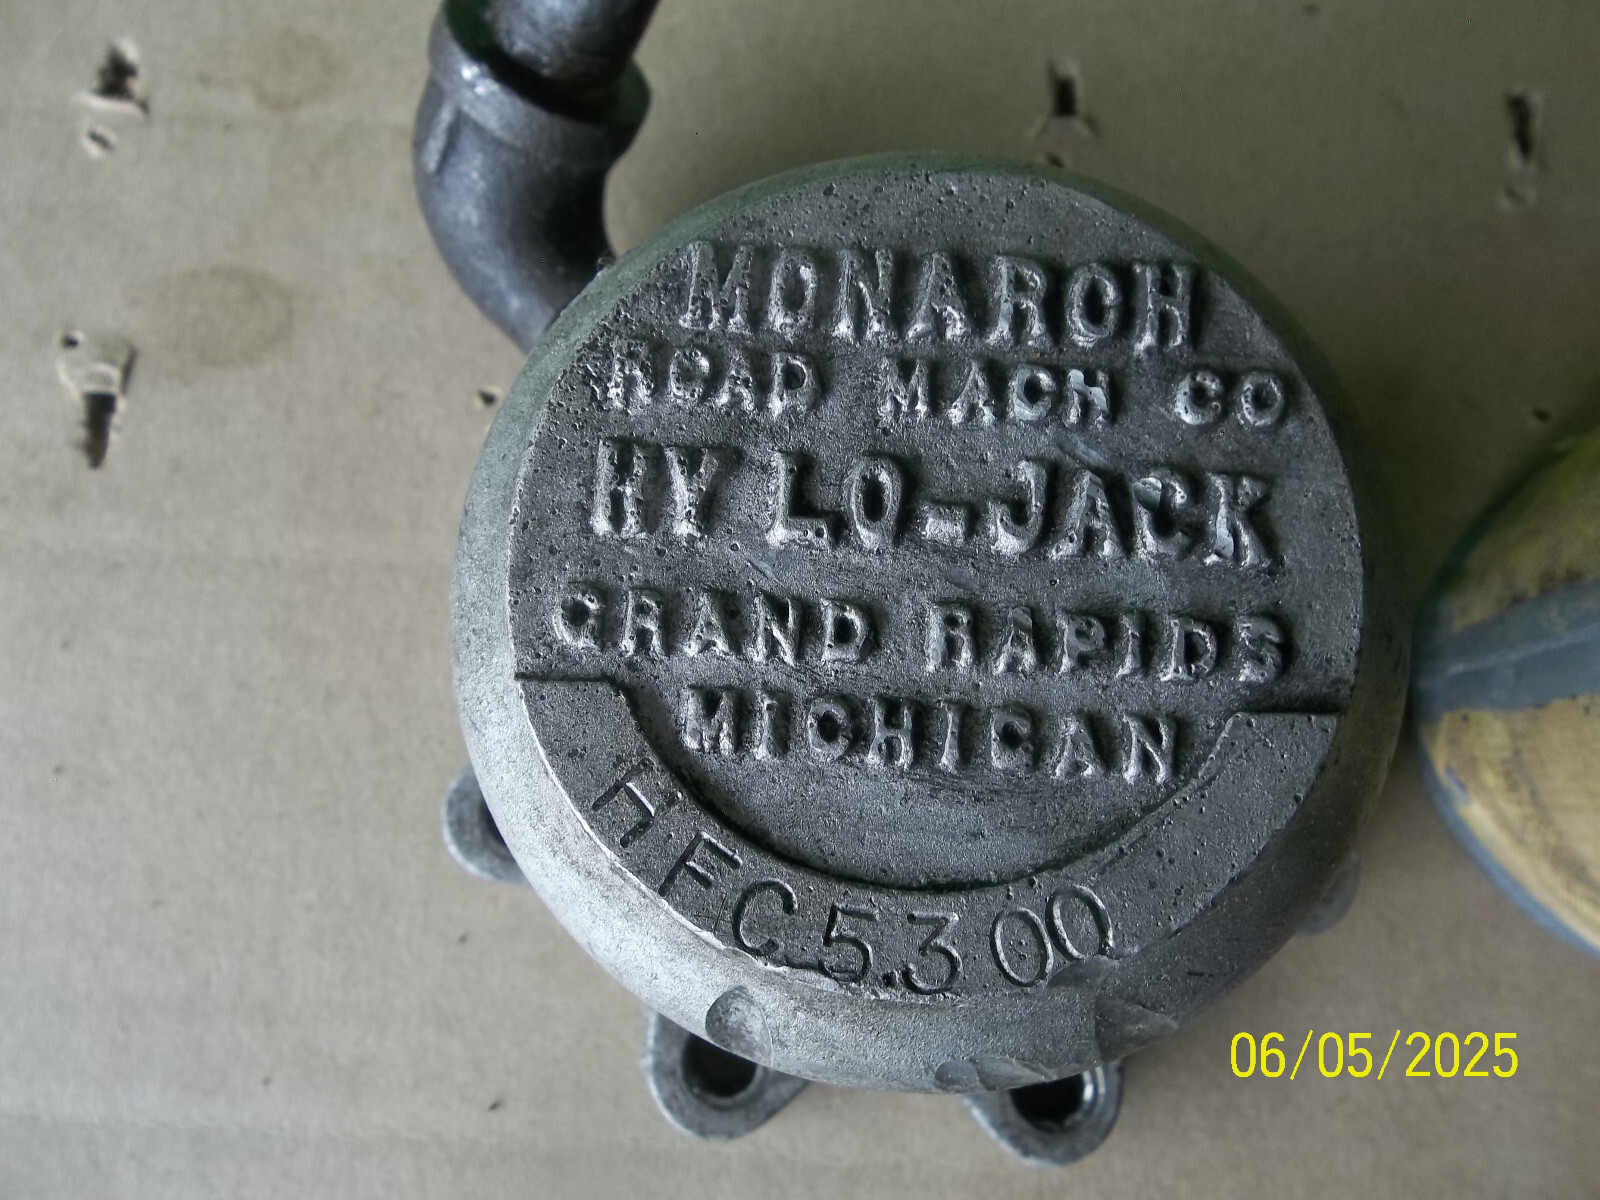 MONARCH
ROAD MACH CO
HY LO-JACK
GRAND RAPIDS
MICHIGAN
HFC5300
06/05/2025